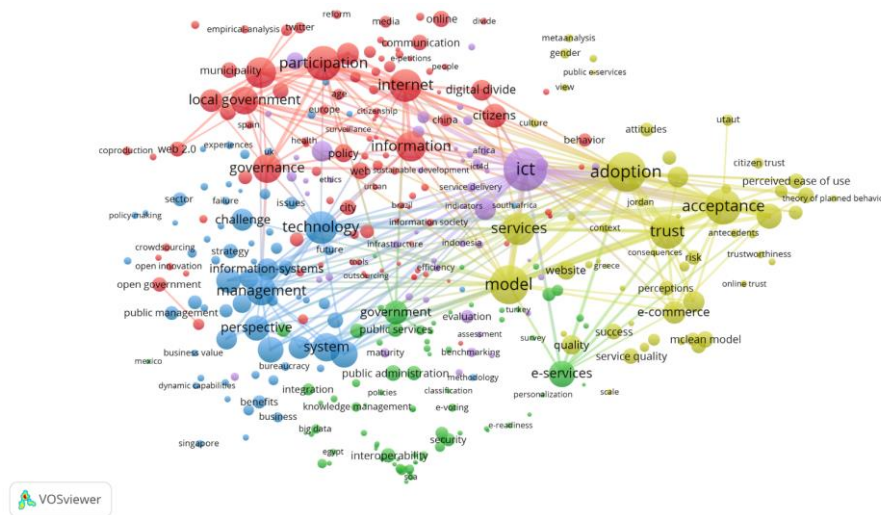 reform
media
online
divide
empirical-analysis
twitter
communication
e-petitions
people
metaanalysis
gender
public e-services
view
municipality
participation
internet
digital divide
age
europe
citizenship
local government
surveillance
china
citizens
culture
attitudes
utaut
spain
behavior
coproduction
web 2.0
experiences
uk
health
policy
information
africa
ict4d
citizen trust
governance
web
sustainable development
ict
adoption
perceived ease of use
ethics
urban
service delivery
theory of planned behavio
sector
failure
issues
city
brasil
indicators
south africa
jordan
acceptance
policy-making
challenge
technology
information society
services
trust
context
antecedents
crowdsourcing
strategy
future
infrastructure
indonesia
consequences
open innovation
information-systems
tools
efficiency
website
greece
risk
trustworthiness
open government
management
outsourcing
model
perceptions
online trust
public management
government
turkey
e-commerce
perspective
public services
evaluation
survey
success
business value
system
assessment
quality
mclean model
mexico
bureaucracy
maturity
benchmarking
service quality
dynamic capabilities
public administration
methodology
e-services
integration
policies
classification
personalization
scale
benefits
knowledge management
e-voting
business
big data
e-readiness
singapore
egypt
security
interoperability
soa
VOSviewer